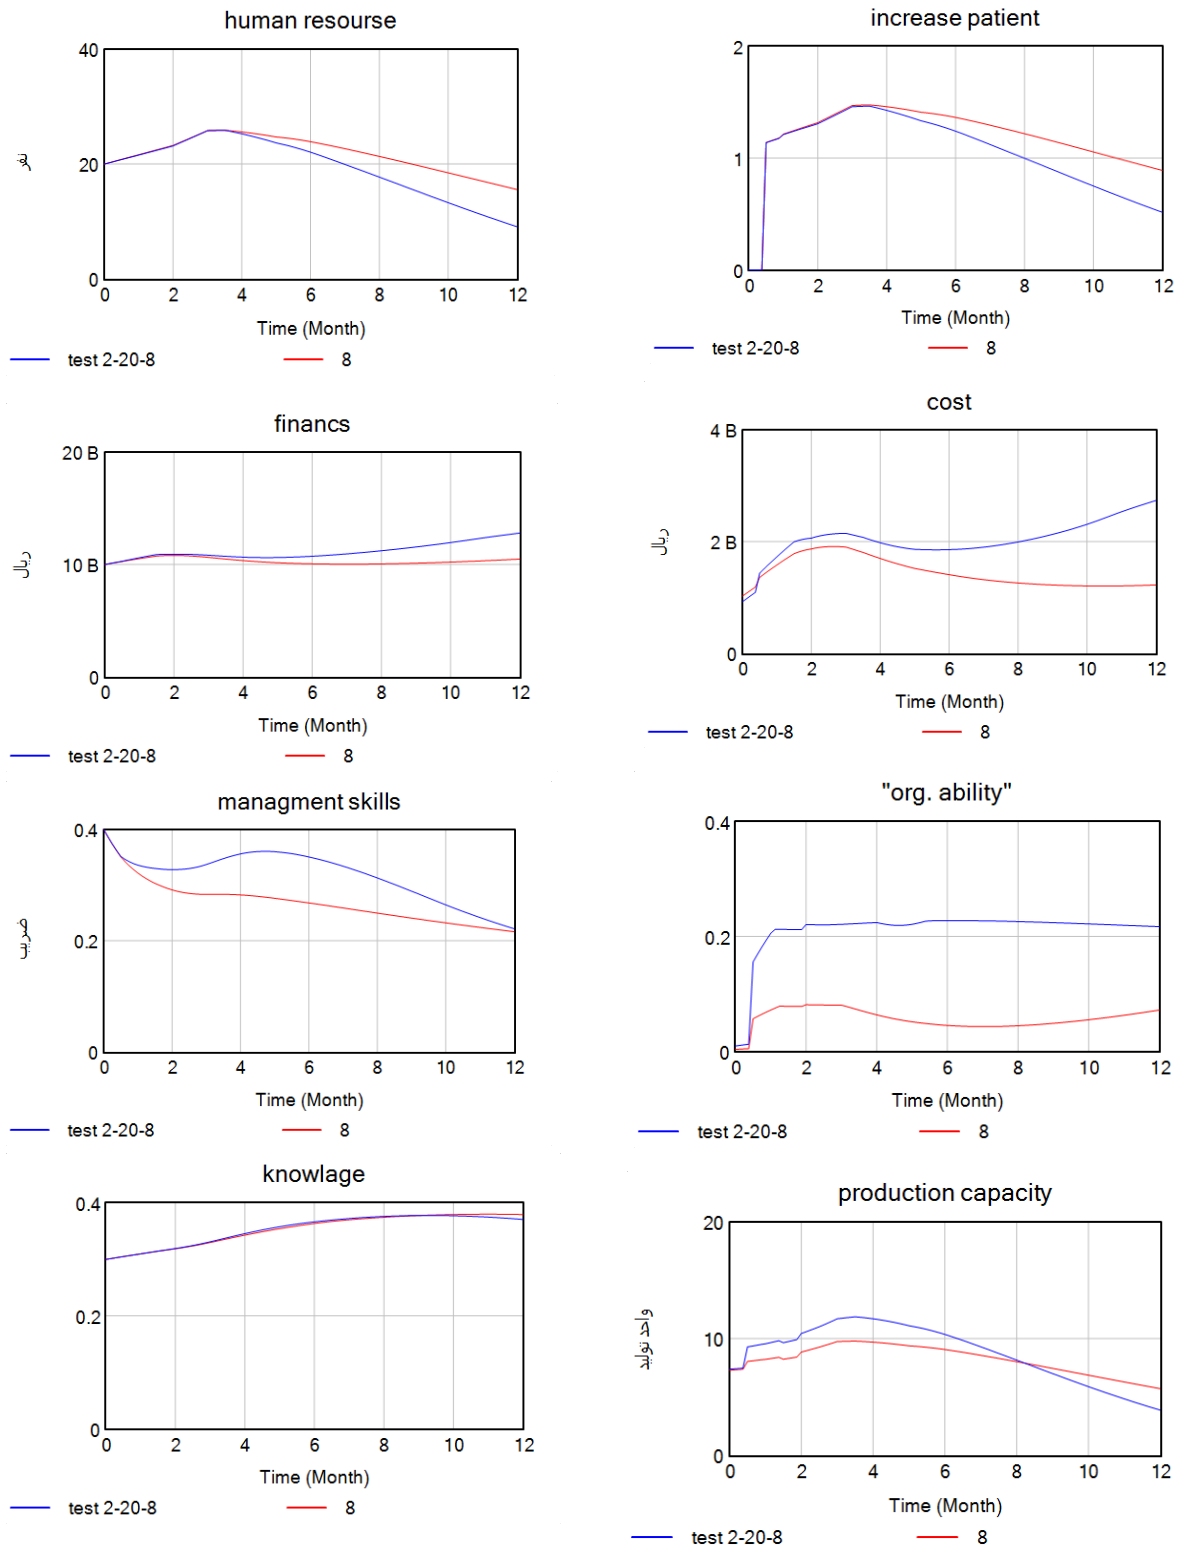 human resourse
40
20
0
نفر
0 2 4 6 8 10 12
Time (Month)
test 2-20-8 8
increase patient
2
1
0
0 2 4 6 8 10 12
Time (Month)
test 2-20-8 8
financs
20 B
10 B
0
ریال
0 2 4 6 8 10 12
Time (Month)
test 2-20-8 8
cost
4 B
2 B
0
ریال
0 2 4 6 8 10 12
Time (Month)
test 2-20-8 8
managment skills
0.4
0.2
0
ضریب
0 2 4 6 8 10 12
Time (Month)
test 2-20-8 8
"org. ability"
0.4
0.2
0
0 2 4 6 8 10 12
Time (Month)
test 2-20-8 8
knowlage
0.4
0.2
0
0 2 4 6 8 10 12
Time (Month)
test 2-20-8 8
production capacity
20
10
0
واحد تولید
0 2 4 6 8 10 12
Time (Month)
test 2-20-8 8